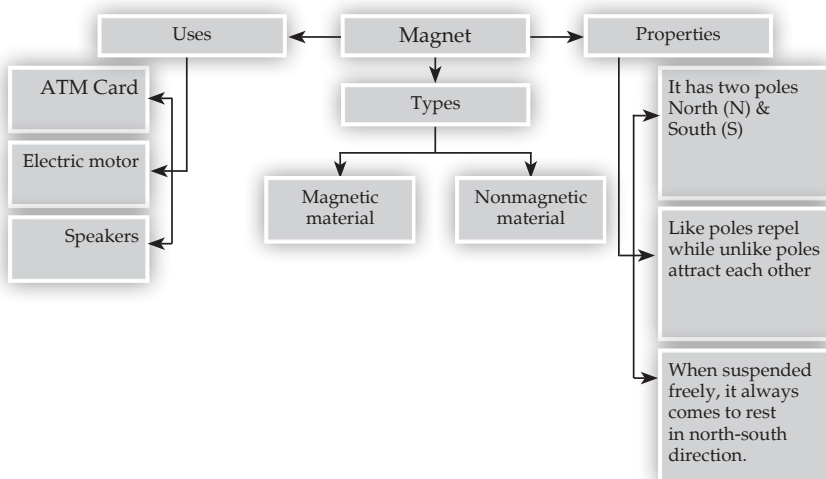 Uses
Magnet
Properties
ATM Card
Electric motor
Speakers
Types
Magnetic
material
Nonmagnetic
material
It has two poles
North (N) &
South (S)
Like poles repel
while unlike poles
attract each other
When suspended
freely, it always
comes to rest
in north-south
direction.